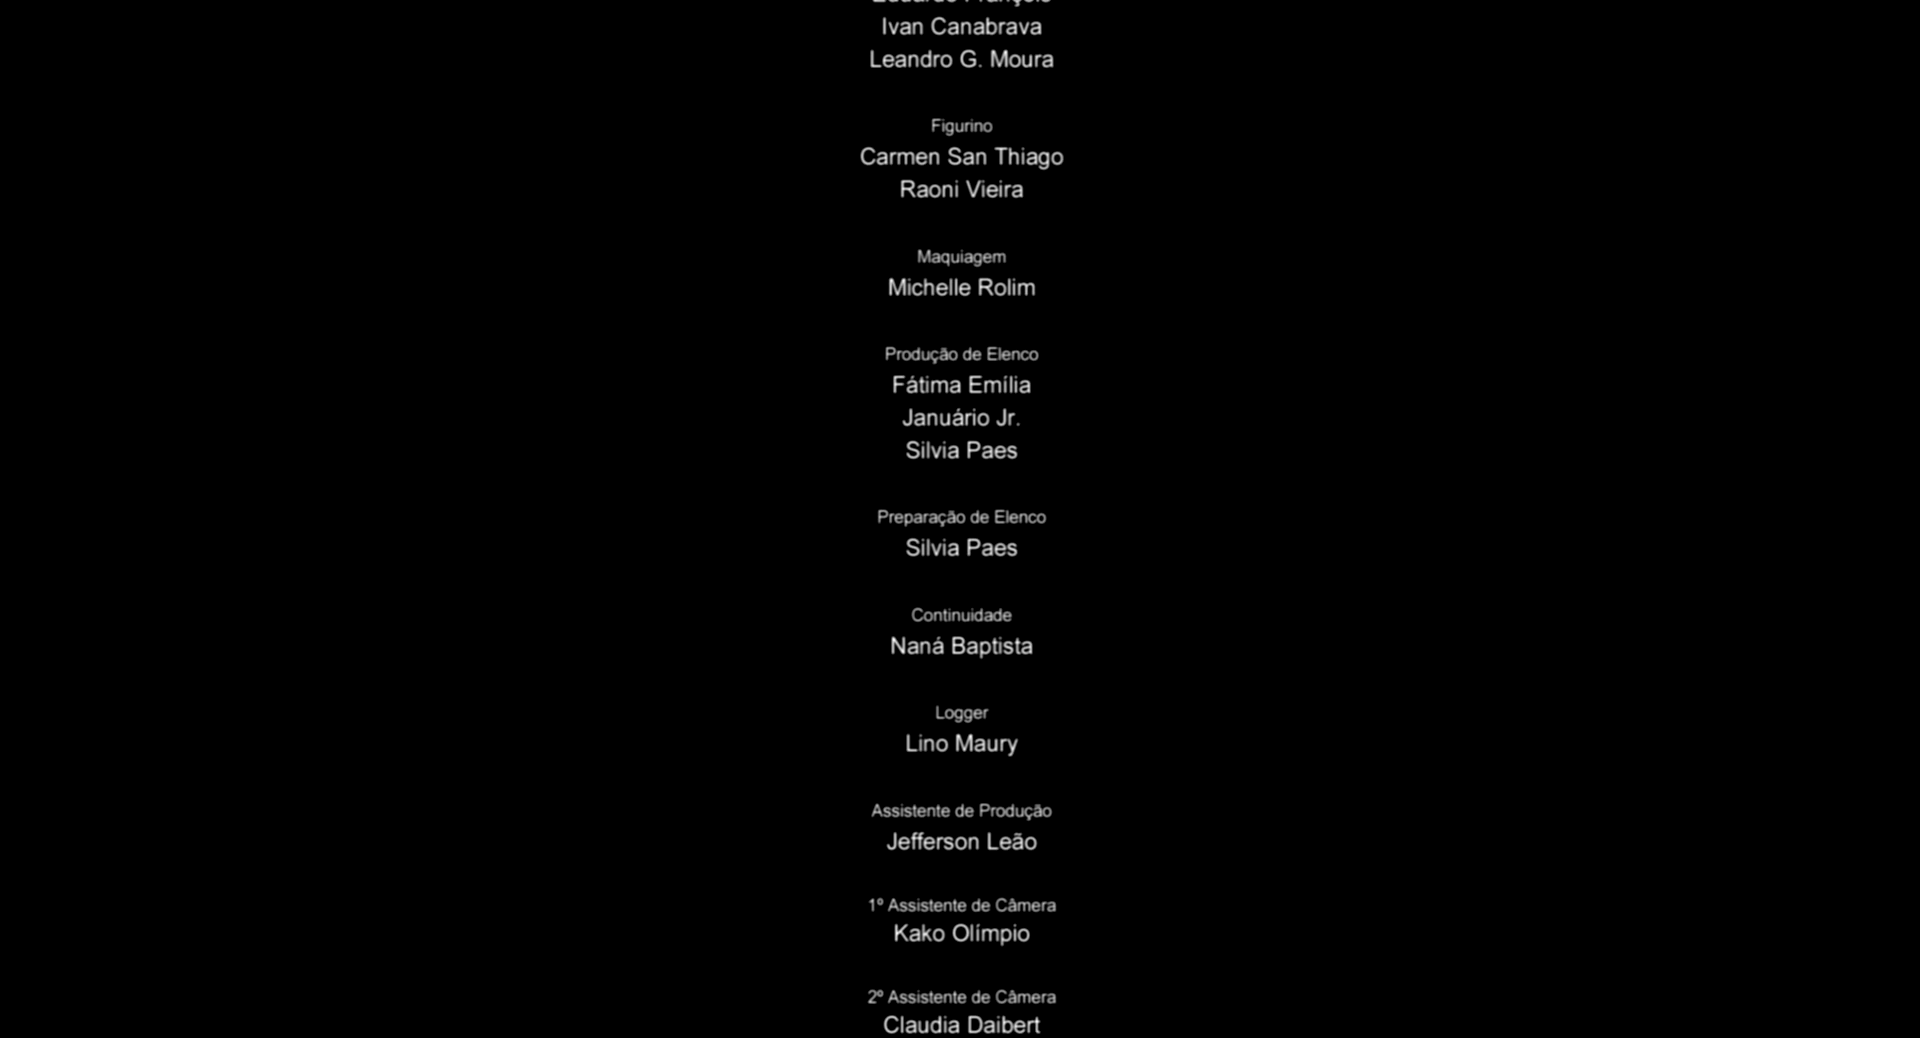 Ivan Canabrava
Leandro G. Moura
Figurino
Carmen San Thiago
Raoni Vieira
Maquiagem
Michelle Rolim
Produção de Elenco
Fátima Emília
Januário Jr.
Silvia Paes
Preparação de Elenco
Silvia Paes
Continuidade
Naná Baptista
Logger
Lino Maury
Assistente de Produção
Jefferson Leão
1º Assistente de Câmera
Kako Olímpio
2º Assistente de Câmera
Claudia Daibert